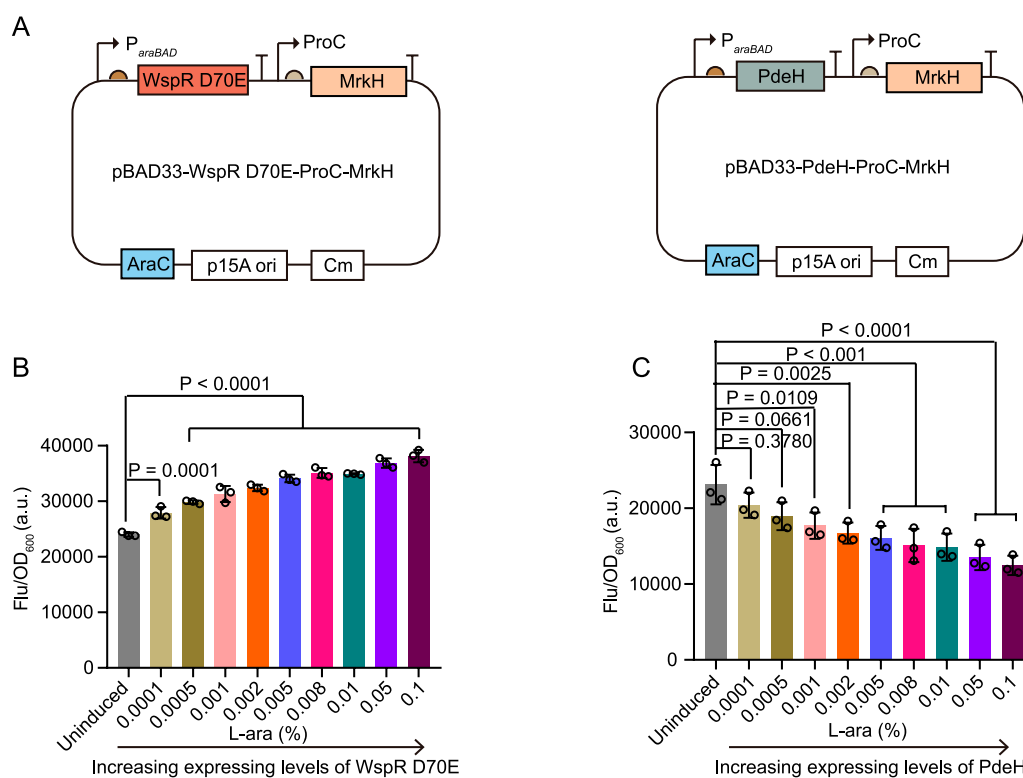 A
P araBAD
ProC
WspR D70E
MrkH
pBAD33-WspR D70E-ProC-MrkH
AraC
p15A ori
Cm
P araBAD
ProC
PdeH
MrkH
pBAD33-PdeH-ProC-MrkH
AraC
p15A ori
Cm
B
P < 0.0001
P = 0.0001
40000
30000
20000
10000
0
Flu/OD600 (a.u.)
Uninduced
0.0001
0.0005
0.001
0.002
0.005
0.008
0.01
0.05
0.1
L-ara (%)
Increasing expressing levels of WspR D70E
C
P < 0.0001
P < 0.001
P = 0.0025
P = 0.0109
P = 0.0661
P = 0.3780
30000
20000
10000
0
Flu/OD600 (a.u.)
Uninduced
0.0001
0.0005
0.001
0.002
0.005
0.008
0.01
0.05
0.1
L-ara (%)
Increasing expressing levels of PdeH